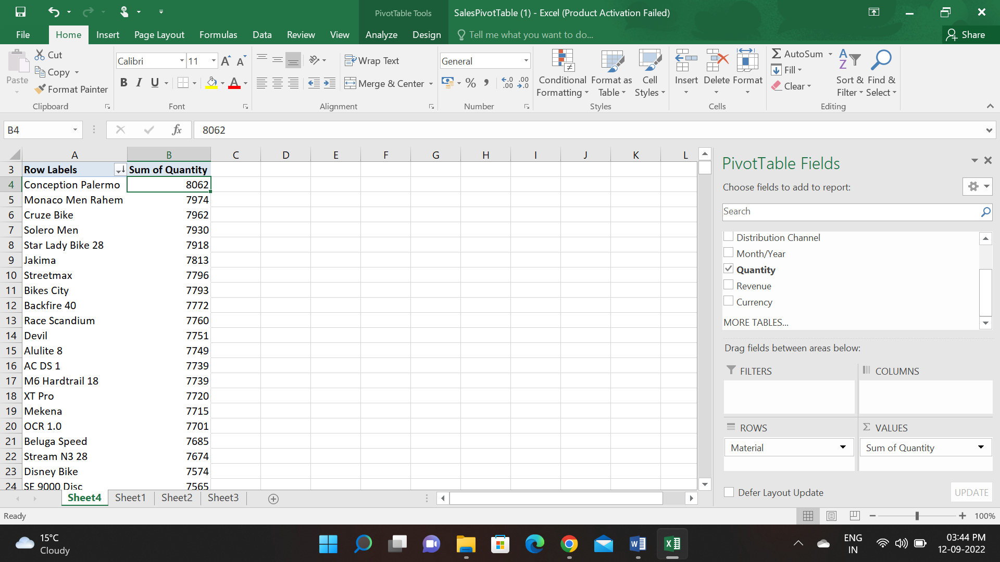 PivotTable Tools
SalesPivotTable (1) - Excel (Product Activation Failed)
File Home Insert Page Layout Formulas Data Review View Analyze Design Tell me what you want to do... Share
Paste
Cut
Copy
Format Painter
Clipboard
Calibri 11
B I U
Font
Wrap Text
Merge & Center
Alignment
General
Number
Conditional Formatting
Format as Table
Cell Styles
Styles
Insert Delete Format
Cells
AutoSum
Fill
Clear
Sort & Filter
Find & Select
Editing
B4 fx 8062
A B C D E F G H I J K L
3 Row Labels Sum of Quantity
4 Conception Palermo 8062
5 Monaco Men Rahem 7974
6 Cruze Bike 7962
7 Solero Men 7930
8 Star Lady Bike 28 7918
9 Jakima 7813
10 Streetmax 7796
11 Bikes City 7793
12 Backfire 40 7772
13 Race Scandium 7760
14 Devil 7751
15 Alulite 8 7749
16 AC DS 1 7739
17 M6 Hardtrail 18 7739
18 XT Pro 7720
19 Mekena 7715
20 OCR 1.0 7701
21 Beluga Speed 7685
22 Stream N3 28 7674
23 Disney Bike 7574
24 SE 9000 Disc 7565
PivotTable Fields
Choose fields to add to report:
Search
Distribution Channel
Month/Year
Quantity
Revenue
Currency
MORE TABLES...
Drag fields between areas below:
FILTERS COLUMNS
ROWS VALUES
Material Sum of Quantity
Defer Layout Update UPDATE
Sheet4 Sheet1 Sheet2 Sheet3
Ready 100%
15°C
Cloudy
ENG
IN
03:44 PM
12-09-2022